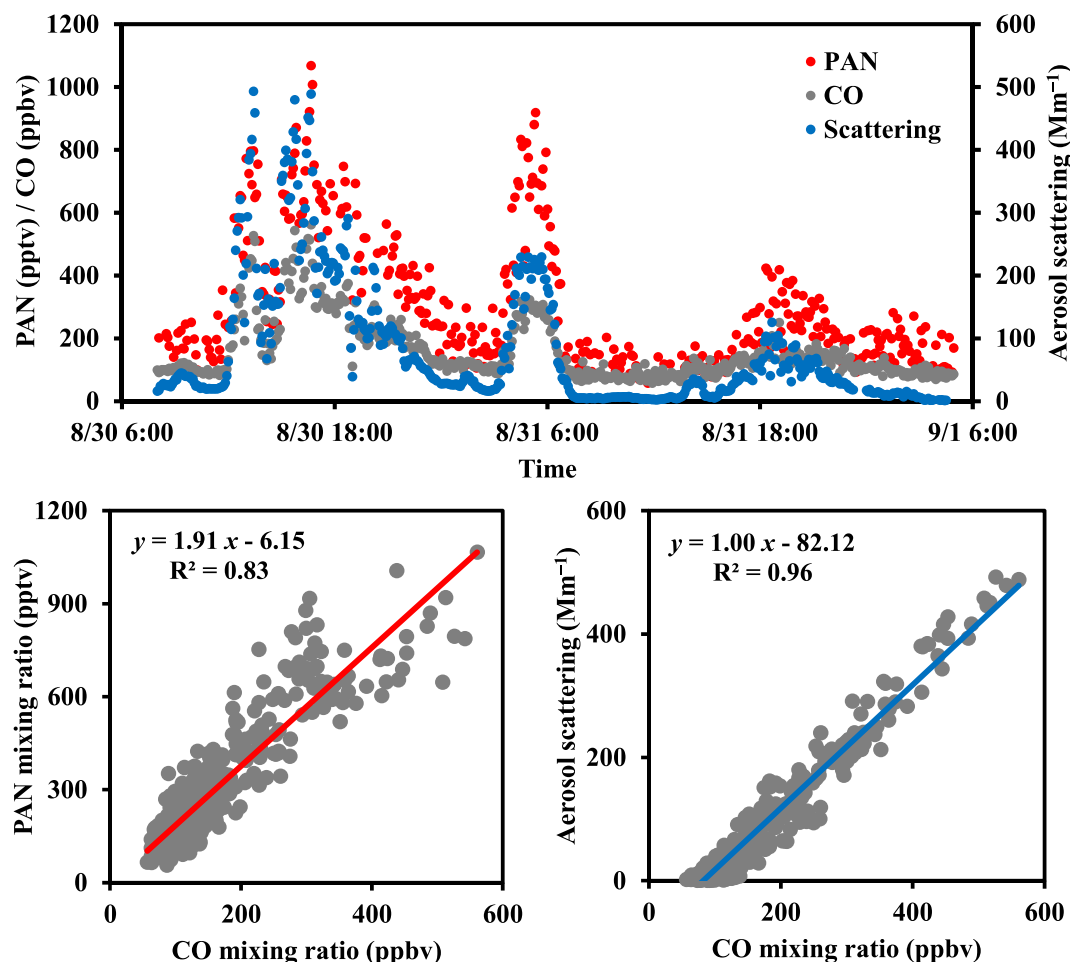 1200
1000
800
600
400
200
0
PAN (pptv) / CO (ppbv)
600
500
400
300
200
100
0
Aerosol scattering (Mm⁻¹)
PAN
CO
Scattering
8/30 6:00
8/30 18:00
8/31 6:00
8/31 18:00
9/1 6:00
Time
1200
900
600
300
0
PAN mixing ratio (pptv)
y = 1.91 x - 6.15
R² = 0.83
0
200
400
600
CO mixing ratio (ppbv)
600
400
200
0
Aerosol scattering (Mm⁻¹)
y = 1.00 x - 82.12
R² = 0.96
0
200
400
600
CO mixing ratio (ppbv)